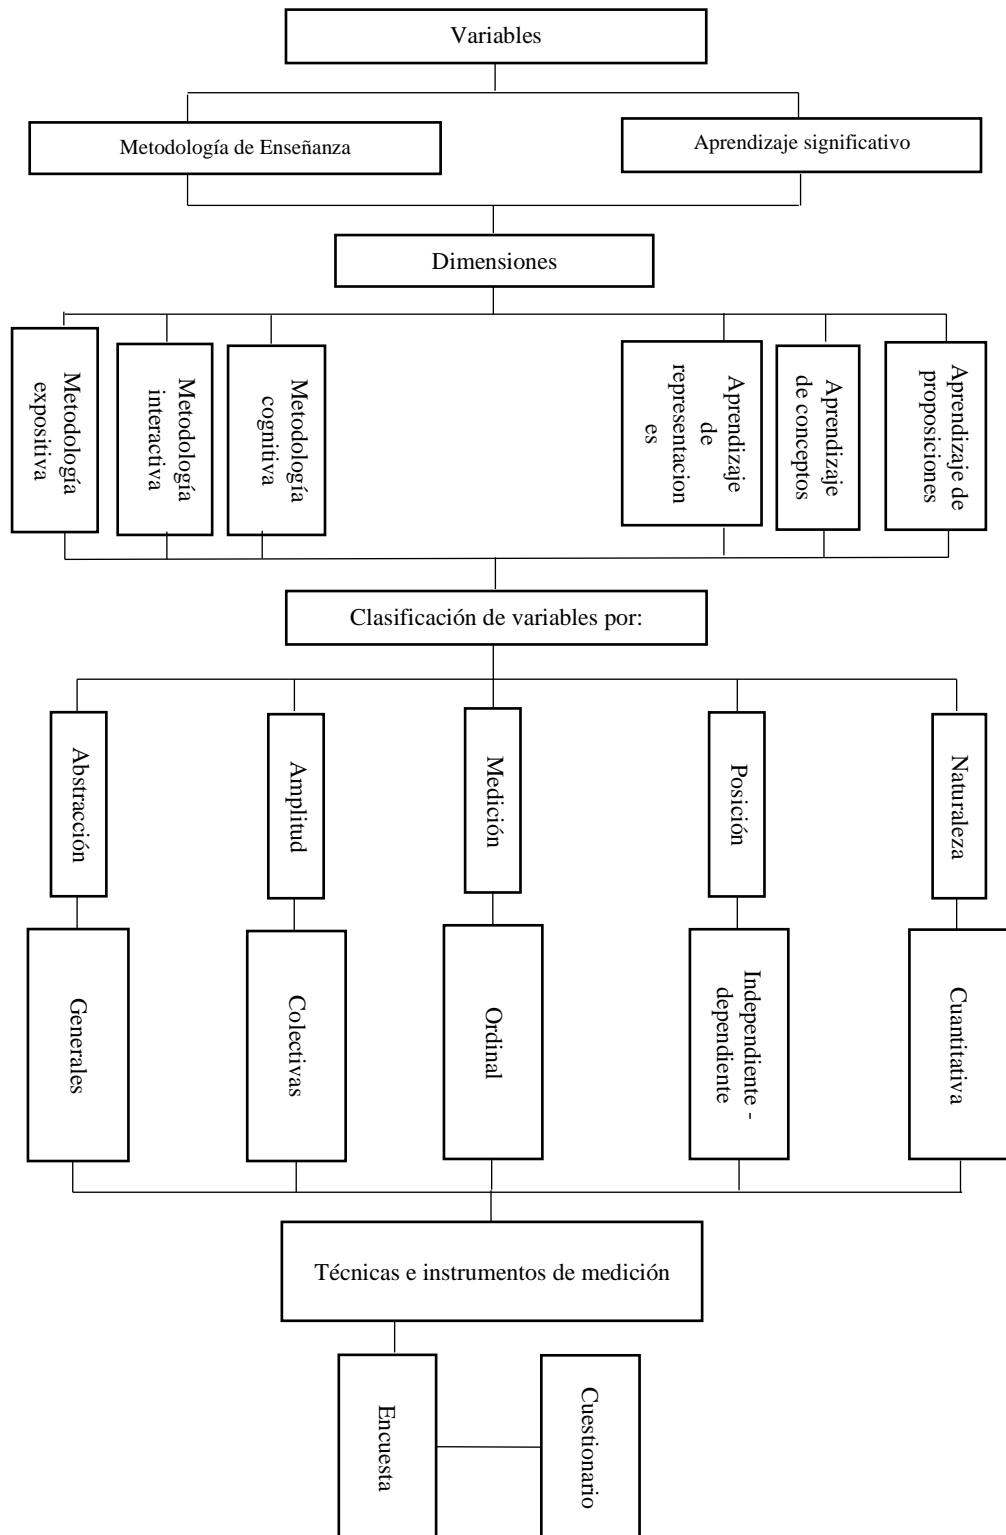 Variables
Metodología de Enseñanza
Aprendizaje significativo
Dimensiones
Metodología
expositiva
Metodología
interactiva
Metodología
cognitiva
Aprendizaje
de
representacion
es
Aprendizaje
de conceptos
Aprendizaje de
proposiciones
Clasificación de variables por:
Abstracción
Amplitud
Medición
Posición
Naturaleza
Generales
Colectivas
Ordinal
Independiente -
dependiente
Cuantitativa
Técnicas e instrumentos de medición
Encuesta
Cuestionario